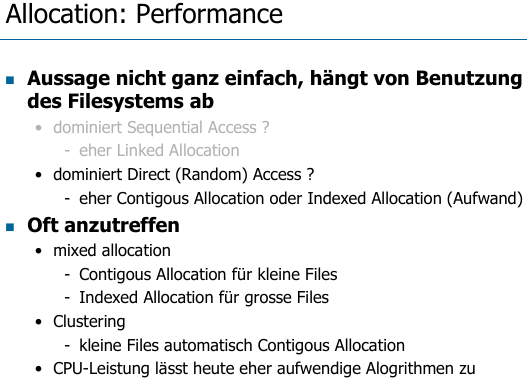 Allocation: Performance
Aussage nicht ganz einfach, hängt von Benutzung
des Filesystems ab
• dominiert Sequential Access ?
- eher Linked Allocation
• dominiert Direct (Random) Access ?
- eher Contigous Allocation oder Indexed Allocation (Aufwand)
Oft anzutreffen
• mixed allocation
- Contigous Allocation für kleine Files
- Indexed Allocation für grosse Files
• Clustering
- kleine Files automatisch Contigous Allocation
• CPU-Leistung lässt heute eher aufwendige Alogrithmen zu